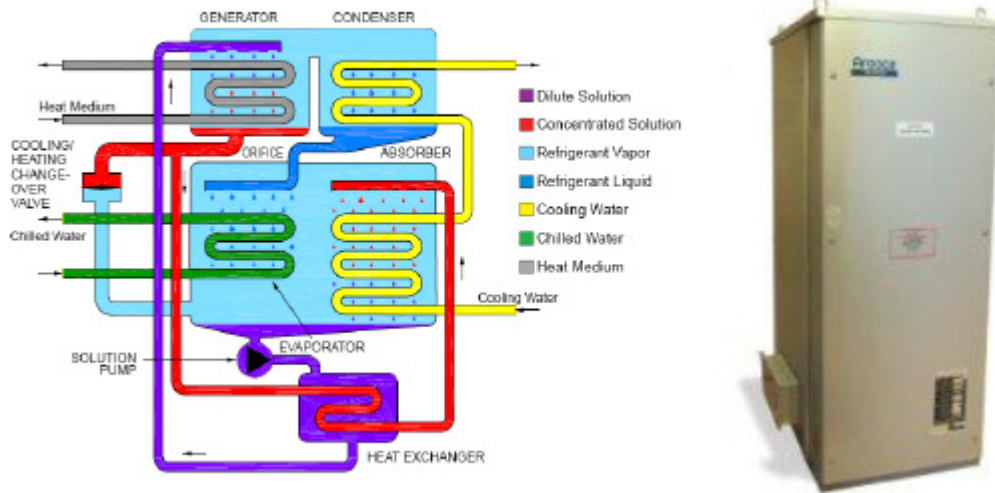 GENERATOR
CONDENSER
Heat Medium
COOLING/
HEATING
CHANGE-
OVER
VALVE
ORIFICE
ABSORBER
Chilled Water
Cooling Water
EVAPORATOR
SOLUTION
PUMP
HEAT EXCHANGER
Dilute Solution
Concentrated Solution
Refrigerant Vapor
Refrigerant Liquid
Cooling Water
Chilled Water
Heat Medium